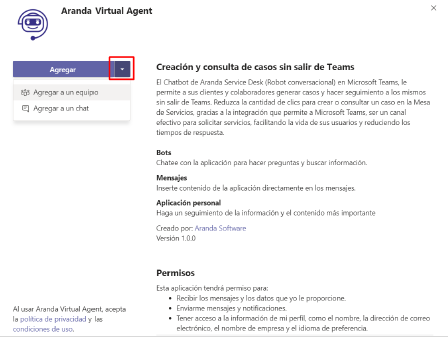 Aranda Virtual Agent
Agregar
Agregar a un equipo
Agregar a un chat
Creación y consulta de casos sin salir de Teams
El Chatbot de Aranda Service Desk (Robot conversacional) en Microsoft Teams, le
permite a sus clientes y colaboradores generar casos y hacer seguimiento a los mismos
sin salir de Teams. Reduzca la cantidad de clics para crear o consultar un caso en la Mesa
de Servicios, gracias a la integración que permite a Microsoft Teams, ser un canal
efectivo para solicitar servicios, facilitando la vida de sus usuarios y reduciendo los
tiempos de respuesta.
Bots
Chatee con la aplicación para hacer preguntas y buscar información.
Mensajes
Inserte contenido de la aplicación directamente en los mensajes.
Aplicación personal
Haga un seguimiento de la información y el contenido más importante
Creado por: Aranda Software
Versión 1.0.0
Permisos
Esta aplicación tendrá permiso para:
• Recibir los mensajes y los datos que yo le proporcione.
• Enviarme mensajes y notificaciones.
• Tener acceso a la información de mi perfil, como el nombre, la dirección de correo
electrónico, el nombre de empresa y el idioma de preferencia.
Al usar Aranda Virtual Agent, acepta
la política de privacidad y las
condiciones de uso.